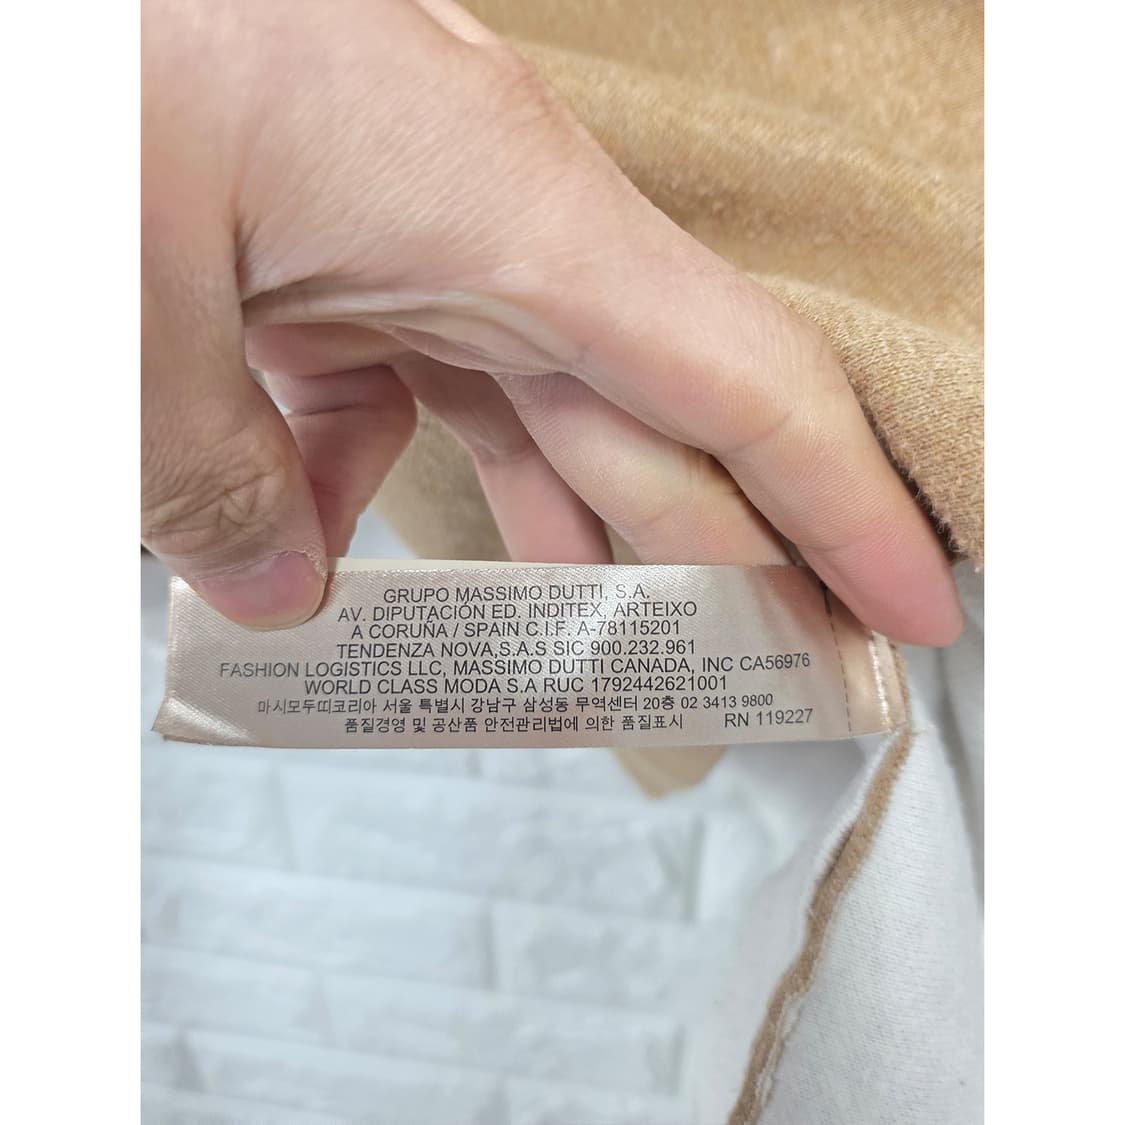 GRUPO MASSIMO DUTTI, S.A.
AV. DIPUTACIÓN ED. INDITEX, ARTEIXO
A CORUÑA / SPAIN C.I.F. A-78115201
TENDENZA NOVA,S.A.S SIC 900.232.961
FASHION LOGISTICS LLC, MASSIMO DUTTI CANADA, INC CA56976
WORLD CLASS MODA S.A RUC 1792442621001
마시모두띠코리아 서울 특별시 강남구 삼성동 무역센터 20층 02 3413 9800
품질경영 및 공산품 안전관리법에 의한 품질표시 RN 119227